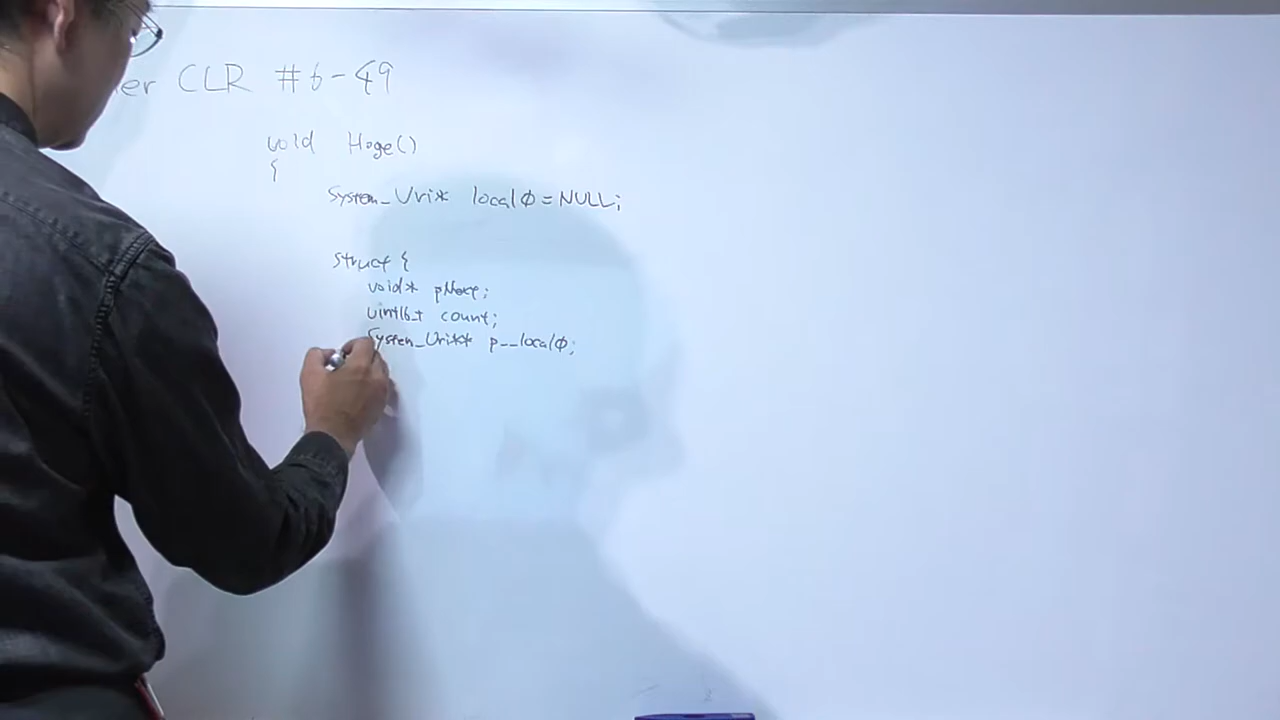 er CLR #6-49
void Hoge()
{
System_Uri* local0=NULL;
struct {
void* pNext;
uint16_t count;
System_Uri** p__local0;